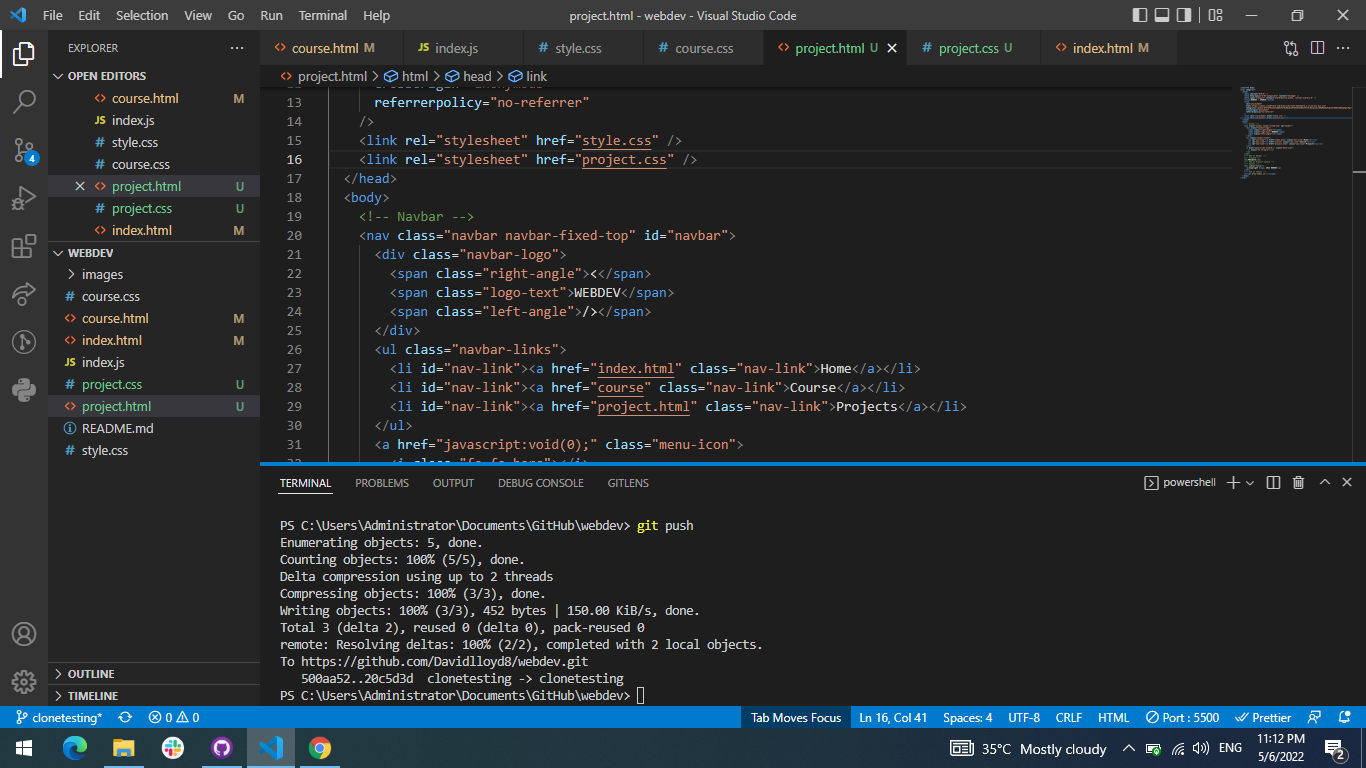 File Edit Selection View Go Run Terminal Help
project.html - webdev - Visual Studio Code
EXPLORER
OPEN EDITORS
course.html M
index.js
style.css
course.css
project.html U
project.css U
index.html M
WEBDEV
images
course.css
course.html M
index.html M
index.js
project.css U
project.html U
README.md
style.css
OUTLINE
TIMELINE
4
course.html M
JS index.js
# style.css
# course.css
project.html U
# project.css U
index.html M
project.html > html > head > link
13 referrerpolicy="no-referrer"
14 />
15 <link rel="stylesheet" href="style.css" />
16 <link rel="stylesheet" href="project.css" />
17 </head>
18 <body>
19 <!-- Navbar -->
20 <nav class="navbar navbar-fixed-top" id="navbar">
21 <div class="navbar-logo">
22 <span class="right-angle"><</span>
23 <span class="logo-text">WEBDEV</span>
24 <span class="left-angle">/></span>
25 </div>
26 <ul class="navbar-links">
27 <li id="nav-link"><a href="index.html" class="nav-link">Home</a></li>
28 <li id="nav-link"><a href="course" class="nav-link">Course</a></li>
29 <li id="nav-link"><a href="project.html" class="nav-link">Projects</a></li>
30 </ul>
31 <a href="javascript:void(0);" class="menu-icon">
TERMINAL PROBLEMS OUTPUT DEBUG CONSOLE GITLENS
powershell
PS C:\Users\Administrator\Documents\GitHub\webdev> git push
Enumerating objects: 5, done.
Counting objects: 100% (5/5), done.
Delta compression using up to 2 threads
Compressing objects: 100% (3/3), done.
Writing objects: 100% (3/3), 452 bytes | 150.00 KiB/s, done.
Total 3 (delta 2), reused 0 (delta 0), pack-reused 0
remote: Resolving deltas: 100% (2/2), completed with 2 local objects.
To https://github.com/Davidlloyd8/webdev.git
500aa52..20c5d3d clonetesting -> clonetesting
PS C:\Users\Administrator\Documents\GitHub\webdev>
clonetesting* 0 0
Tab Moves Focus Ln 16, Col 41 Spaces: 4 UTF-8 CRLF HTML Port : 5500 Prettier
35°C Mostly cloudy
ENG
11:12 PM
5/6/2022
2